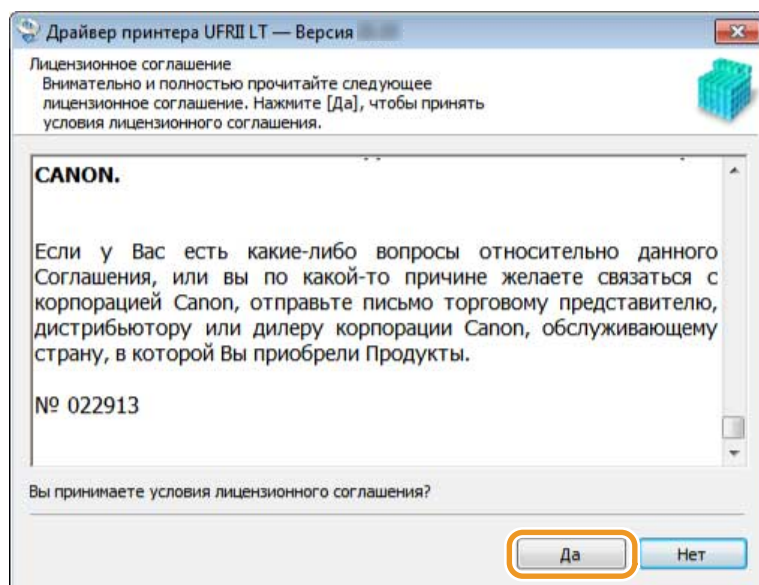 Драйвер принтера UFRII LT — Версия
Лицензионное соглашение
Внимательно и полностью прочитайте следующее
лицензионное соглашение. Нажмите [Да], чтобы принять
условия лицензионного соглашения.
CANON.
Если у Вас есть какие-либо вопросы относительно данного
Соглашения, или вы по какой-то причине желаете связаться с
корпорацией Canon, отправьте письмо торговому представителю,
дистрибьютору или дилеру корпорации Canon, обслуживающему
страну, в которой Вы приобрели Продукты.
№ 022913
Вы принимаете условия лицензионного соглашения?
Да
Нет